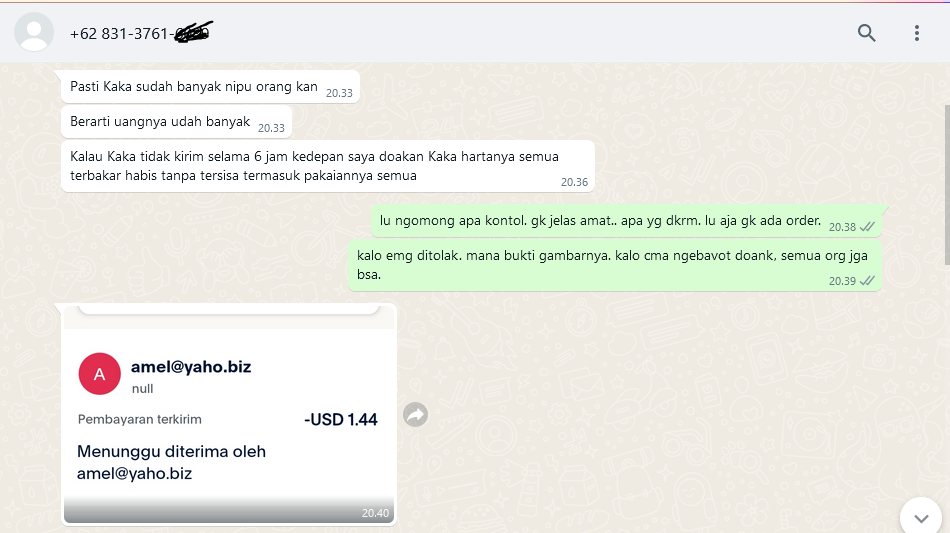 +62 831-3761-
Pasti Kaka sudah banyak nipu orang kan 20.33
Berarti uangnya udah banyak 20.33
Kalau Kaka tidak kirim selama 6 jam kedepan saya doakan Kaka hartanya semua
terbakar habis tanpa tersisa termasuk pakaiannya semua
20.36
lu ngomong apa kontol. gk jelas amat.. apa yg dkrm. lu aja gk ada order. 20.38
kalo emg ditolak. mana bukti gambarnya. kalo cma ngebavot doank, semua org jga
bsa.
20.39
A
amel@yaho.biz
null
Pembayaran terkirim -USD 1.44
Menunggu diterima oleh
amel@yaho.biz
20.40